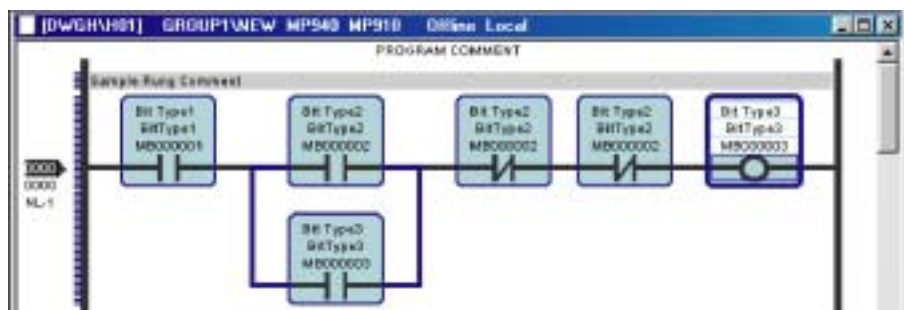 [DWGH\H01] GROUP1\NEW MP940 MP910 Offline Local
PROGRAM COMMENT
Sample Rung Comment
Bit Type1
BitType1
MB000001
Bit Type2
BitType2
MB000002
Bit Type2
BitType2
MB000002
Bit Type2
BitType2
MB000002
Bit Type3
BitType3
MB000003
0000
0000
NL-1
Bit Type3
BitType3
MB000003